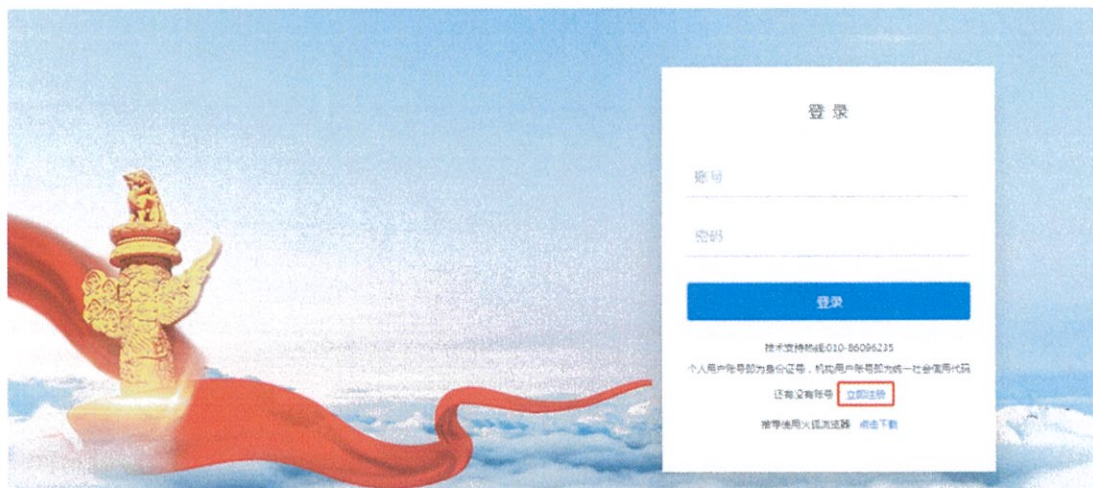 登 录
账号
密码
登录
技术支持热线:010-86096235
个人用户账号即为身份证号，机构用户账号即为统一社会信用代码
还有没有账号 立即注册
推荐使用火狐浏览器 点击下载